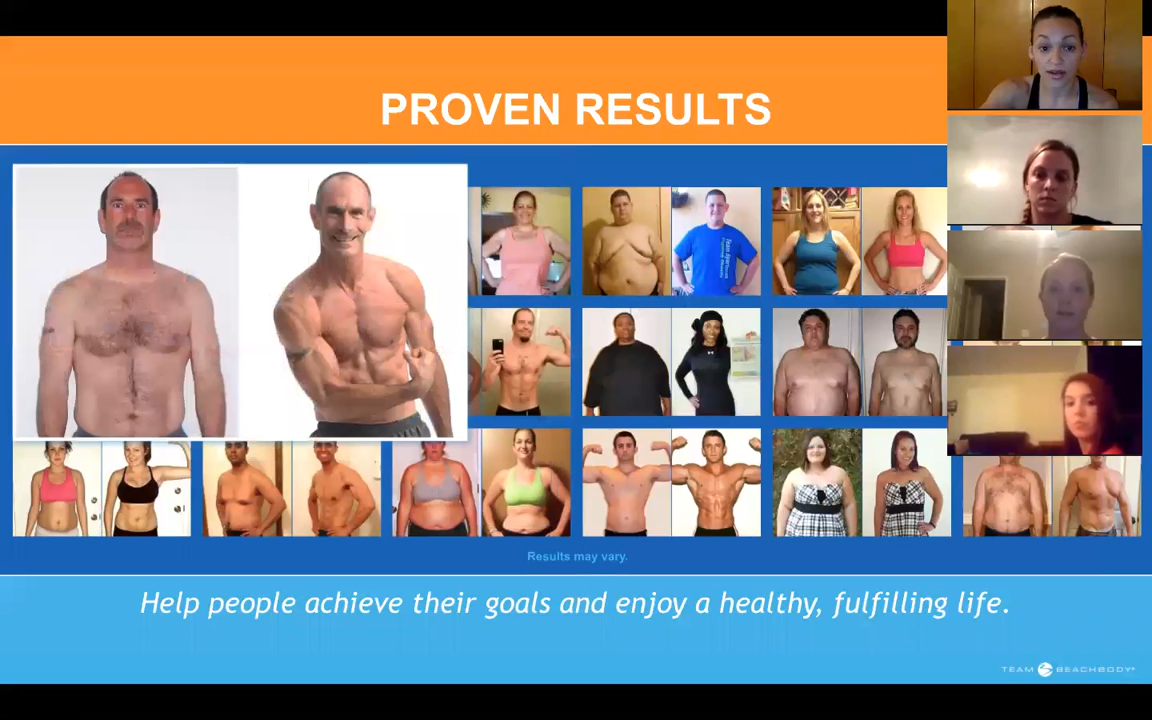 PROVEN RESULTS
Results may vary.
Help people achieve their goals and enjoy a healthy, fulfilling life.
TEAM BEACHBODY